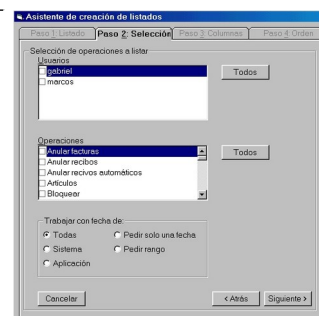 Asistente de creación de listados
Paso 1: Listado Paso 2: Selección Paso 3: Columnas Paso 4: Orden
Selección de operaciones a listar
Usuarios
gabriel Todos
marcos
Operaciones
Anular facturas Todos
Anular recibos
Anular recivos automáticos
Artículos
Bloquear
Trabajar con fecha de:
Todas Pedir solo una fecha
Sistema Pedir rango
Aplicación
Cancelar < Atrás Siguiente >